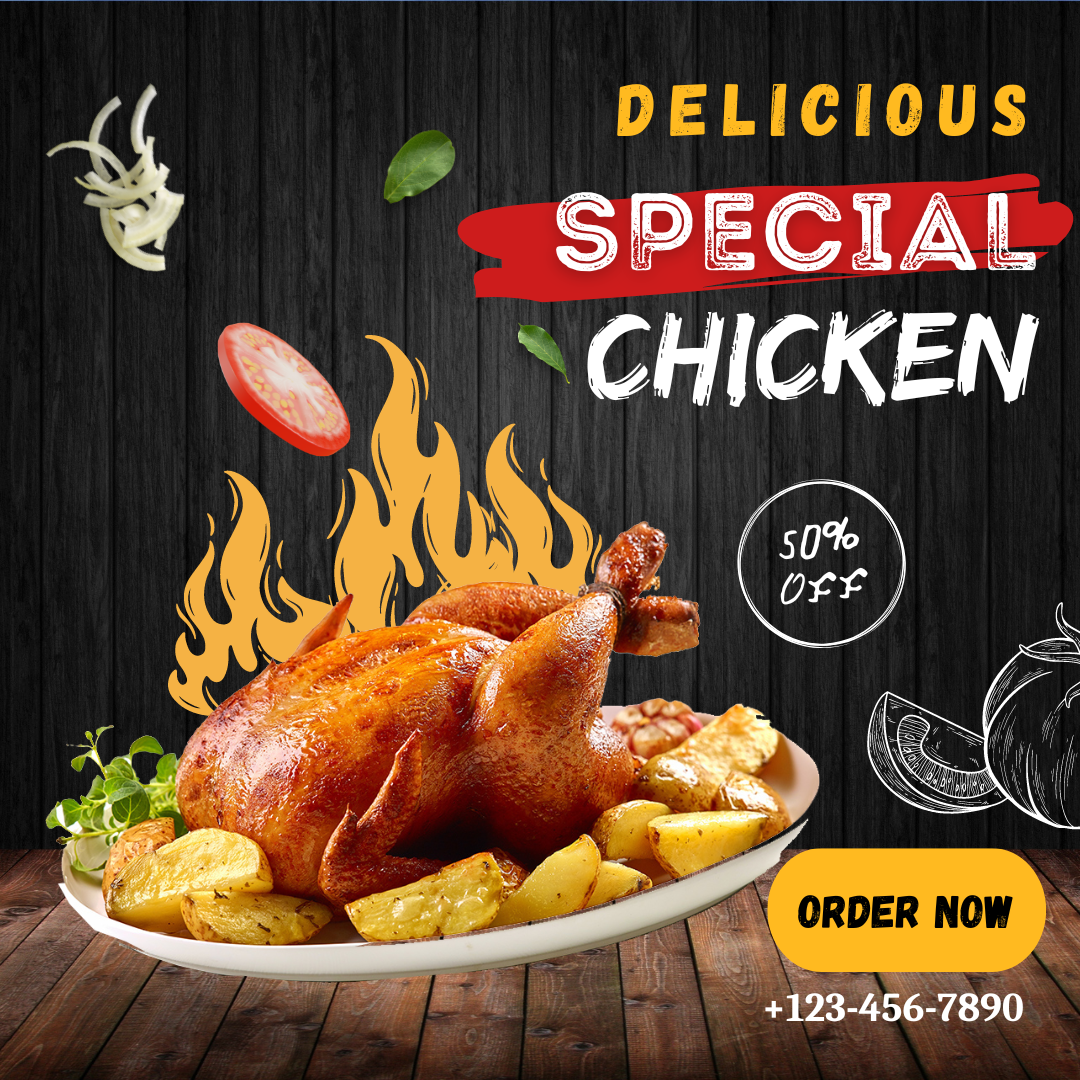 DELICIOUS
SPECIAL
CHICKEN
50%
OFF
ORDER NOW
+123-456-7890